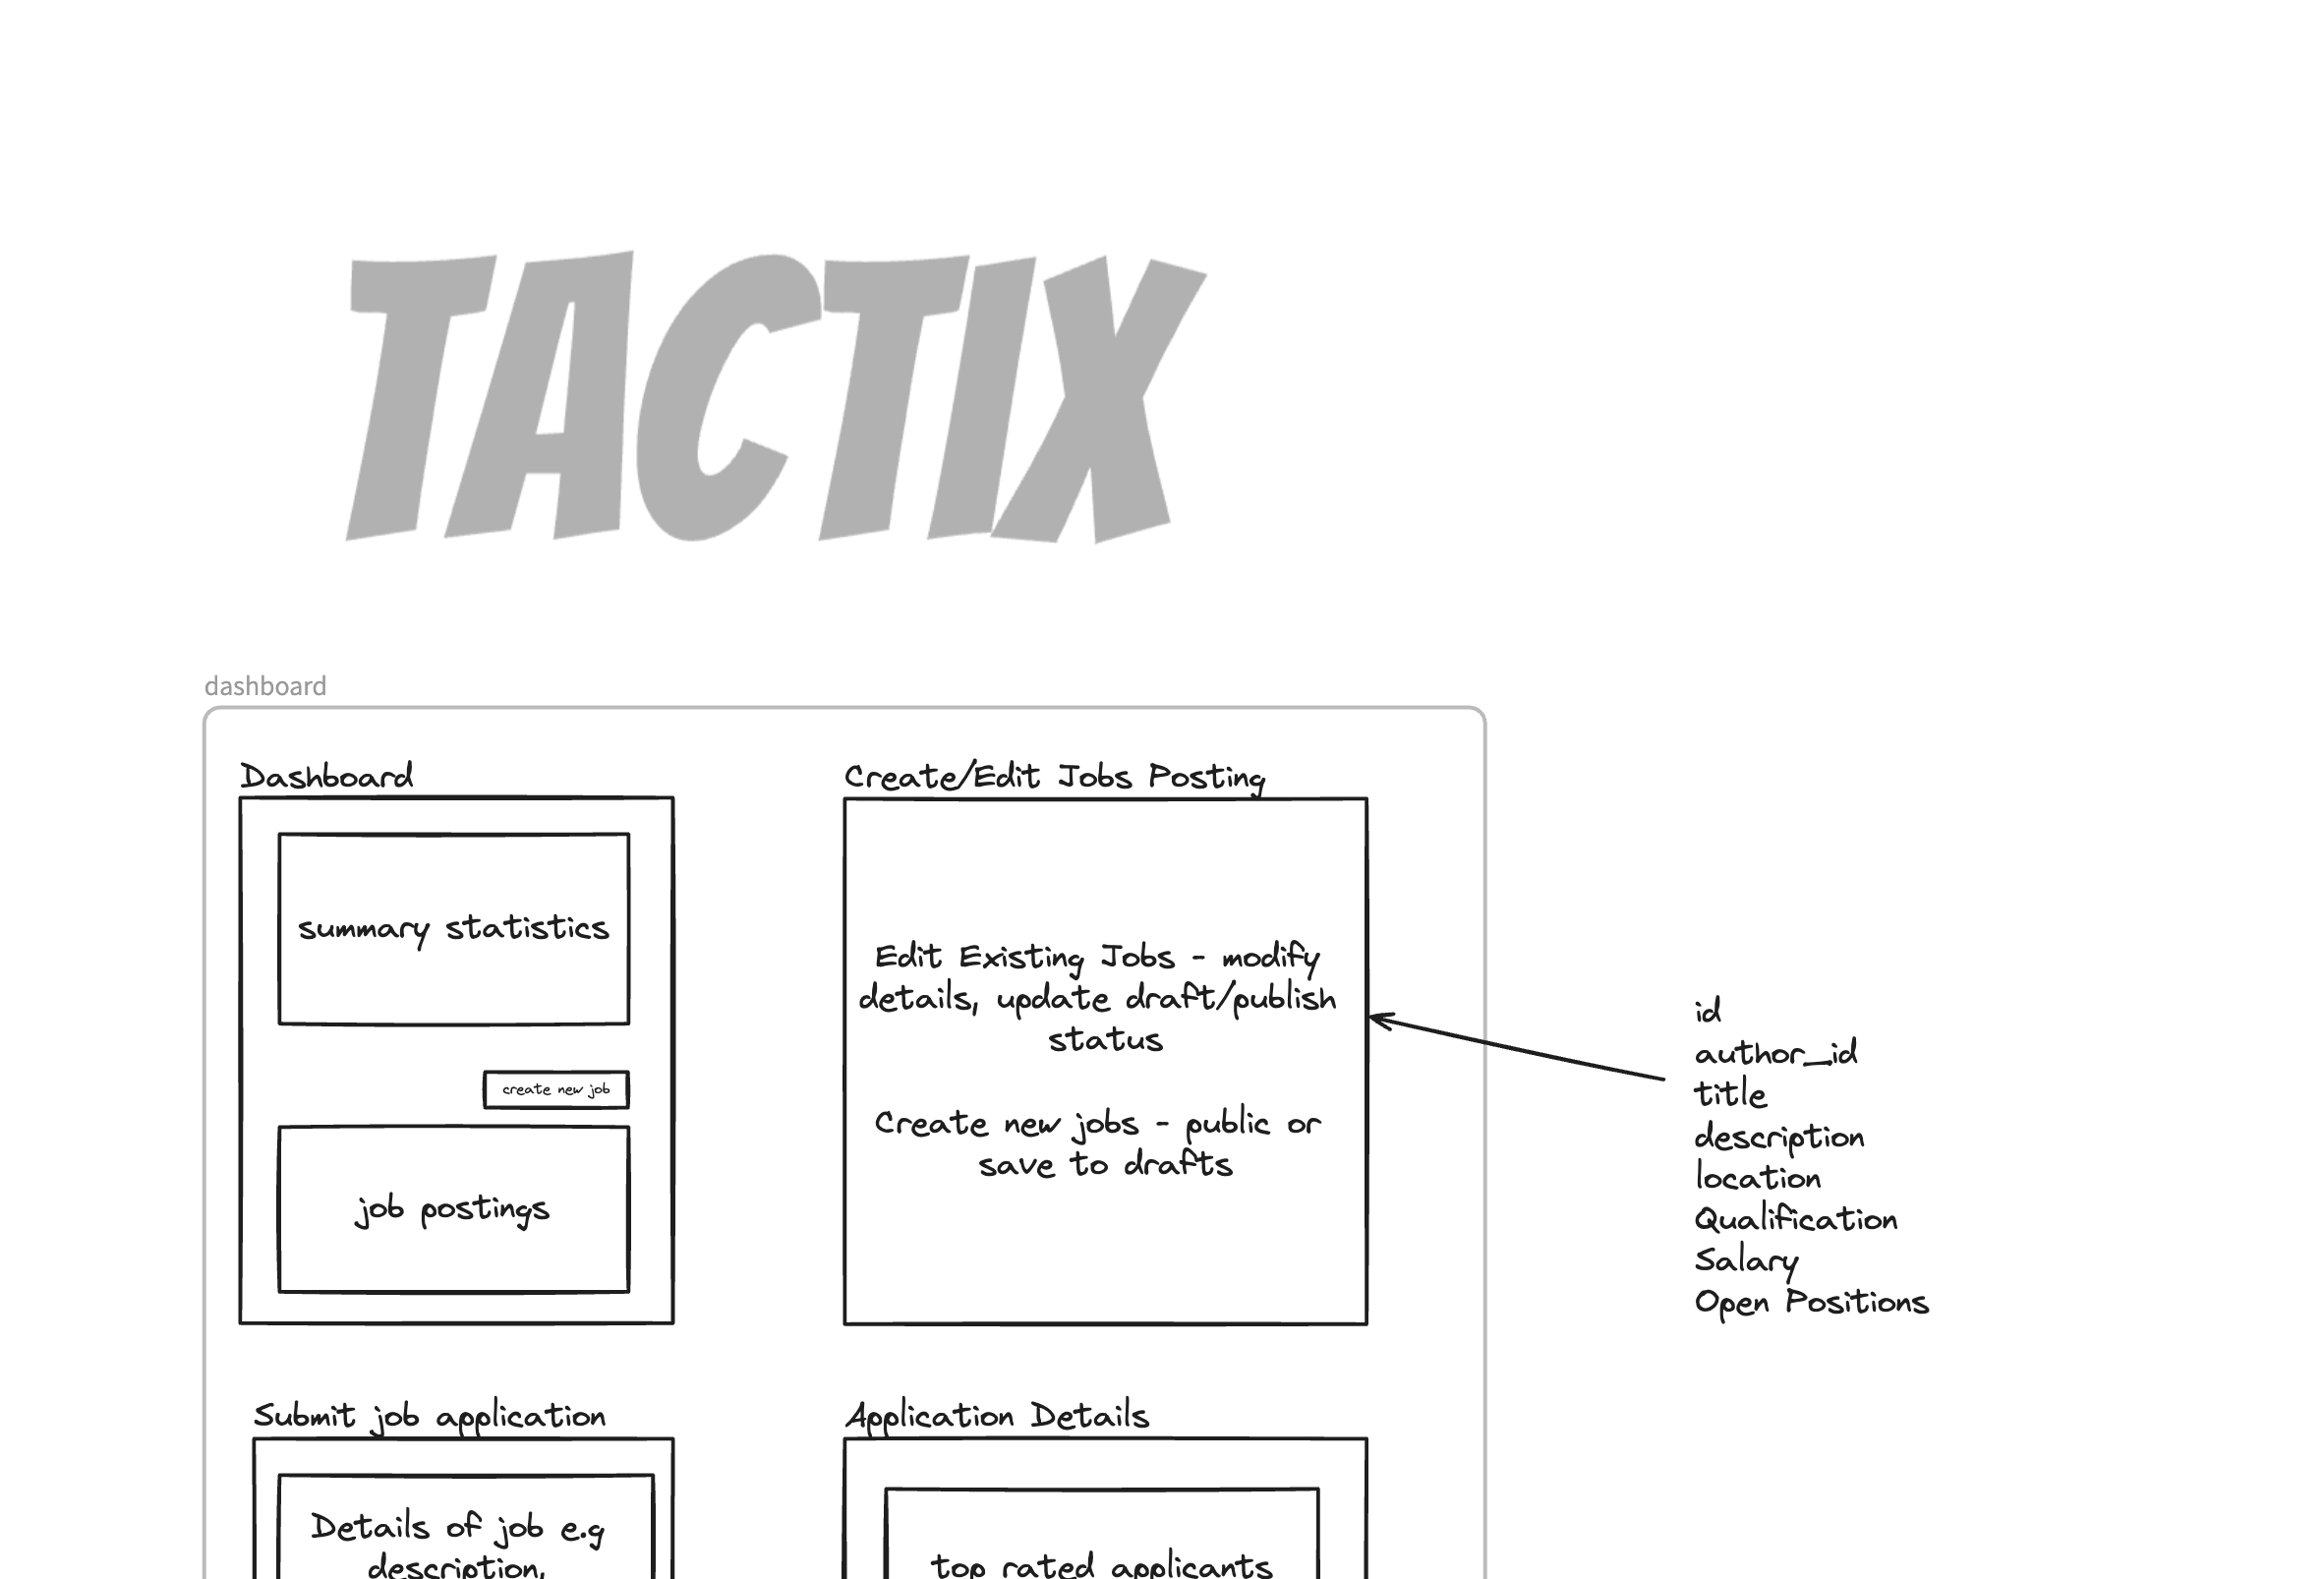 TACTIX
dashboard
Dashboard
summary statistics
create new job
job postings
Create/Edit Jobs Posting
Edit Existing Jobs - modify
details, update draft/publish
status
Create new jobs - public or
save to drafts
id
author_id
title
description
location
Qualification
Salary
Open Positions
Submit job application
Details of job e.g
description,
Application Details
top rated applicants